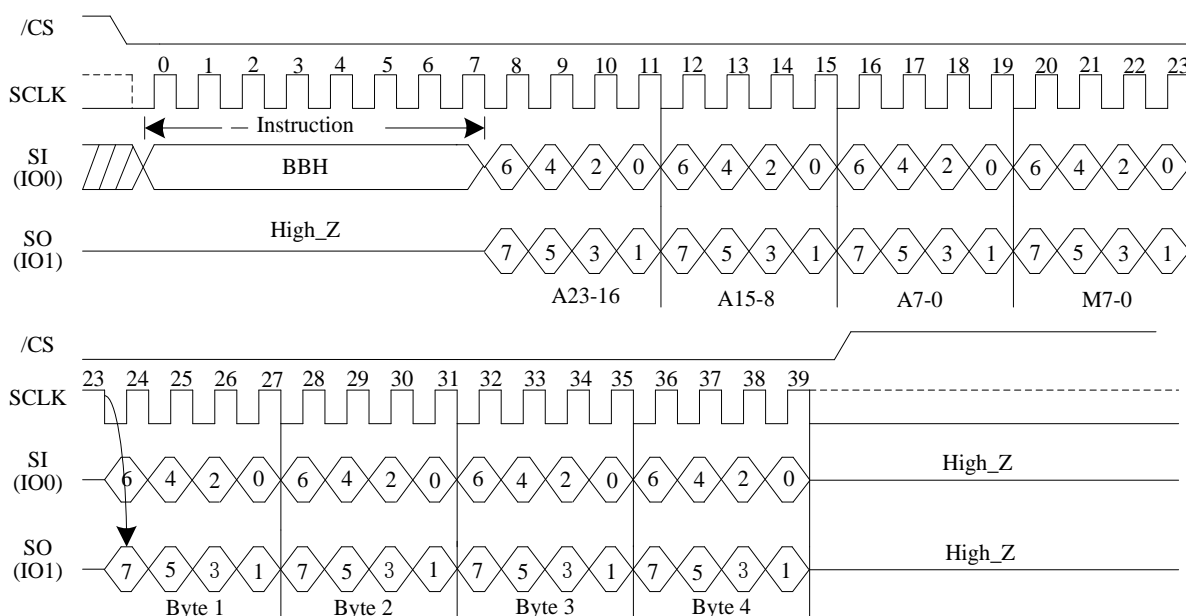 /CS
0 1 2 3 4 5 6 7 8 9 10 11 12 13 14 15 16 17 18 19 20 21 22 23
SCLK
Instruction
SI
(IO0)
BBH
6 4 2 0 6 4 2 0 6 4 2 0 6 4 2 0
SO
(IO1)
High_Z
7 5 3 1 7 5 3 1 7 5 3 1 7 5 3 1
A23-16 A15-8 A7-0 M7-0
/CS
23 24 25 26 27 28 29 30 31 32 33 34 35 36 37 38 39
SCLK
SI
(IO0)
6 4 2 0 6 4 2 0 6 4 2 0 6 4 2 0
High_Z
SO
(IO1)
7 5 3 1 7 5 3 1 7 5 3 1 7 5 3 1
High_Z
Byte 1 Byte 2 Byte 3 Byte 4